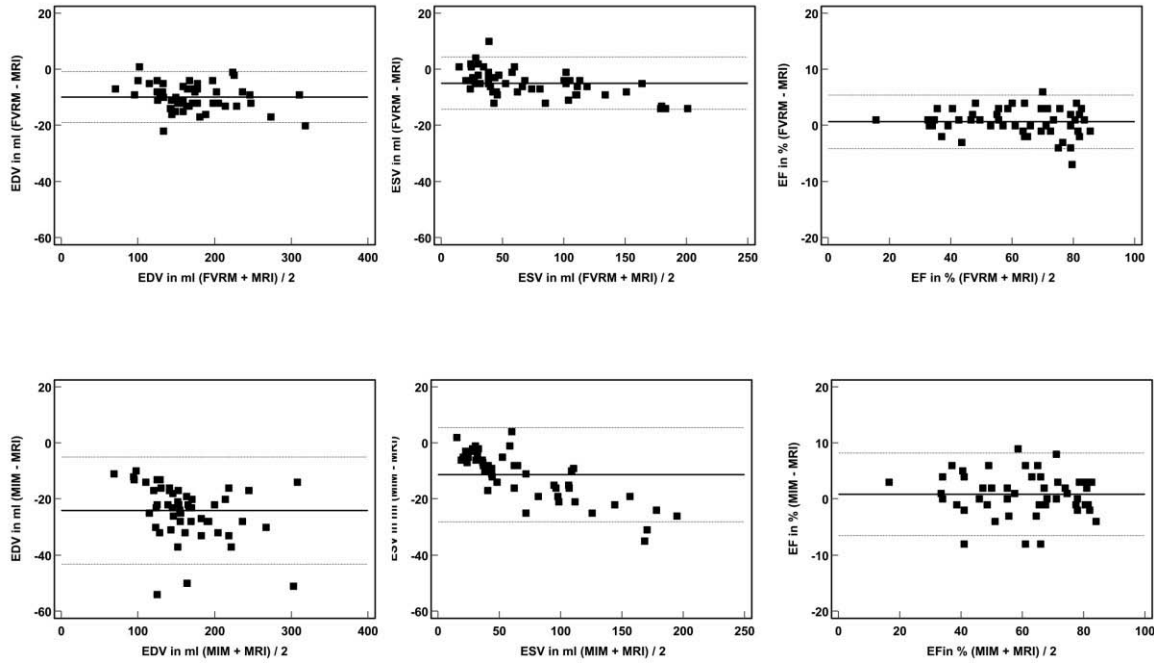 20
0
-20
-40
-60
EDV in ml (FVRM - MRI)
0 100 200 300 400
EDV in ml (FVRM + MRI) / 2
20
0
-20
-40
-60
ESV in ml (FVRM - MRI)
0 50 100 150 200 250
ESV in ml (FVRM + MRI) / 2
20
10
0
-10
-20
EF in % (FVRM - MRI)
0 20 40 60 80 100
EF in % (FVRM + MRI) / 2
20
0
-20
-40
-60
EDV in ml (MIM - MRI)
0 100 200 300 400
EDV in ml (MIM + MRI) / 2
20
0
-20
-40
-60
ESV in ml (MIM - MRI)
0 50 100 150 200 250
ESV in ml (MIM + MRI) / 2
20
10
0
-10
-20
EF in % (MIM - MRI)
0 20 40 60 80 100
EFin % (MIM + MRI) / 2